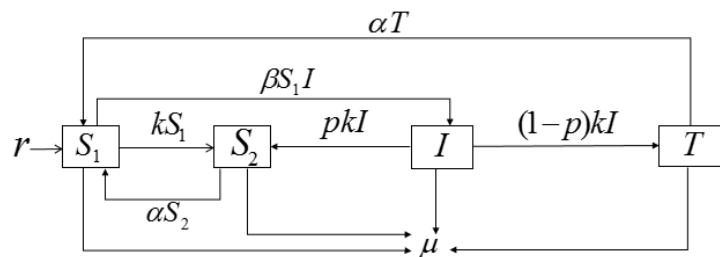 αT
βS₁I
kS₁
pkI
(1−p)kI
r
S₁
S₂
I
T
αS₂
μ